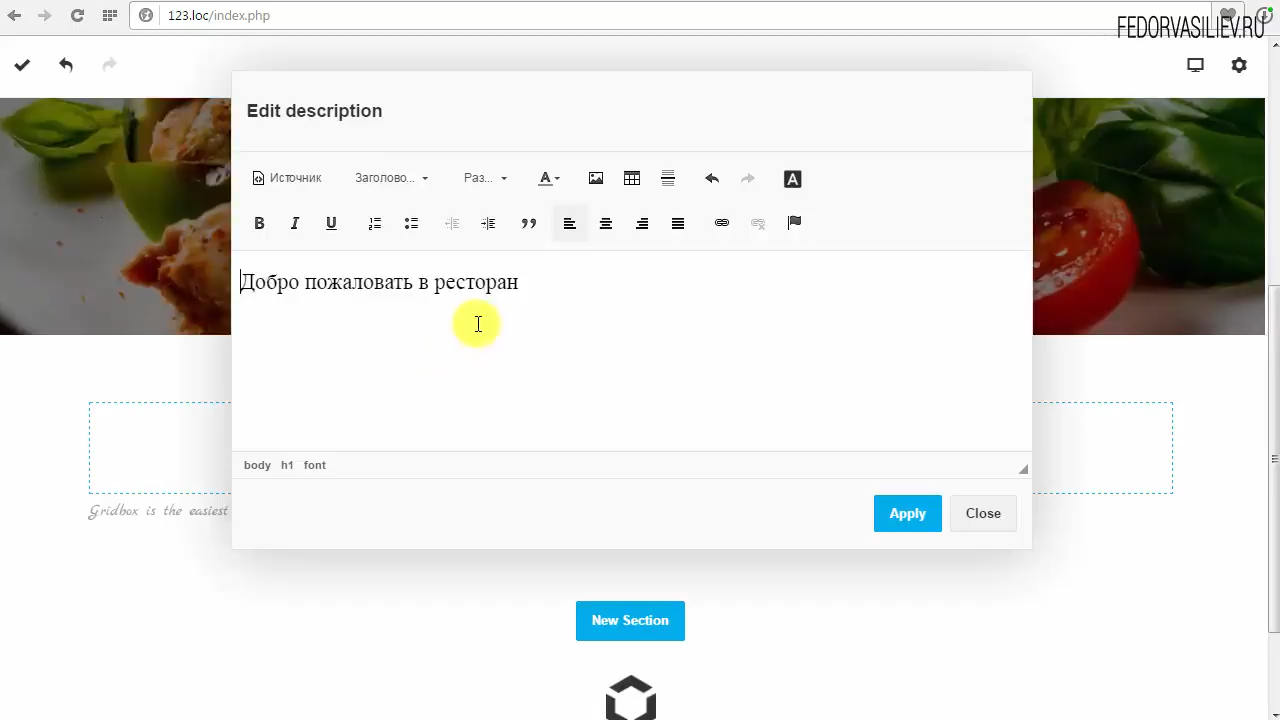 123.loc/index.php
FEDORVASILIEV.RU
Edit description
Источник Заголово... Раз... A A
B I U
Добро пожаловать в ресторан
body h1 font
Gridbox is the easiest
Apply Close
New Section